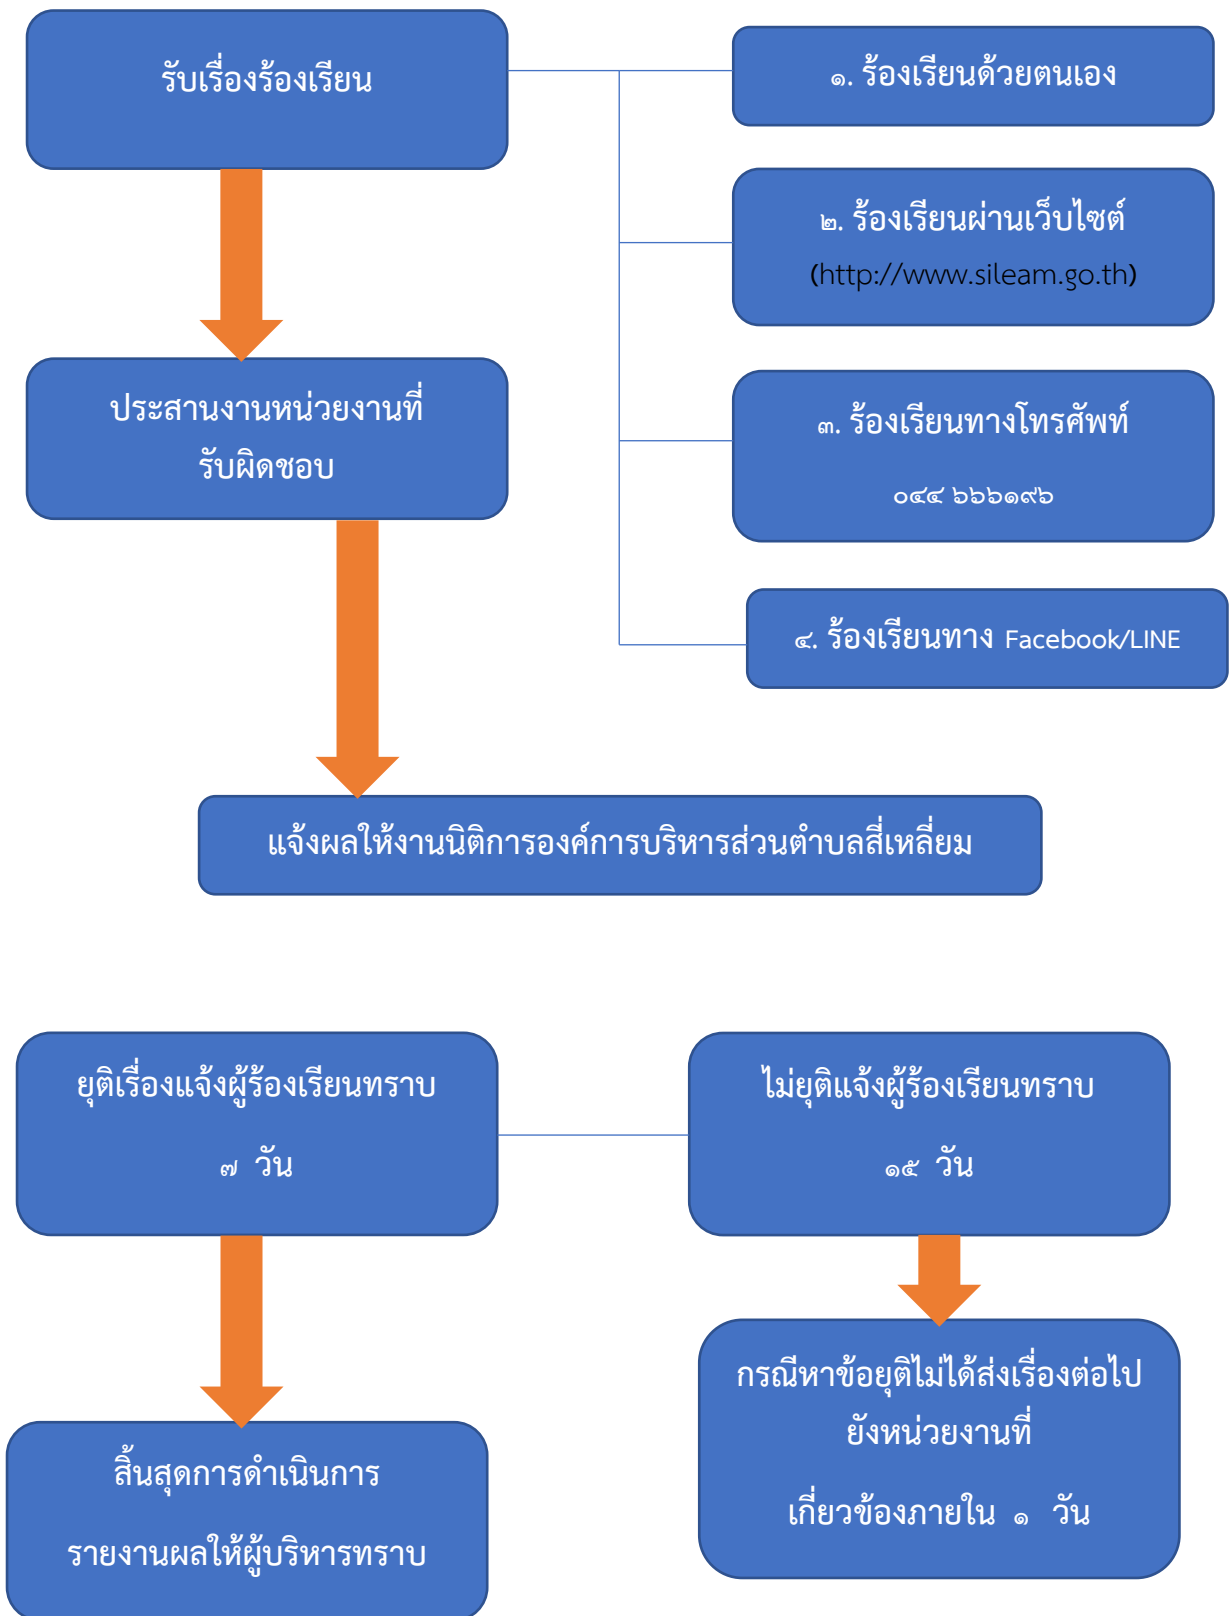 รับเรื่องร้องเรียน
๑. ร้องเรียนด้วยตนเอง
๒. ร้องเรียนผ่านเว็บไซต์
(http://www.sileam.go.th)
๓. ร้องเรียนทางโทรศัพท์
๐๔๔ ๖๖๖๑๙๖
๔. ร้องเรียนทาง Facebook/LINE
ประสานงานหน่วยงานที่
รับผิดชอบ
แจ้งผลให้งานนิติการองค์การบริหารส่วนตำบลสี่เหลี่ยม
ยุติเรื่องแจ้งผู้ร้องเรียนทราบ
๗ วัน
ไม่ยุติแจ้งผู้ร้องเรียนทราบ
๑๕ วัน
สิ้นสุดการดำเนินการ
รายงานผลให้ผู้บริหารทราบ
กรณีหาข้อยุติไม่ได้ส่งเรื่องต่อไป
ยังหน่วยงานที่
เกี่ยวข้องภายใน ๑ วัน